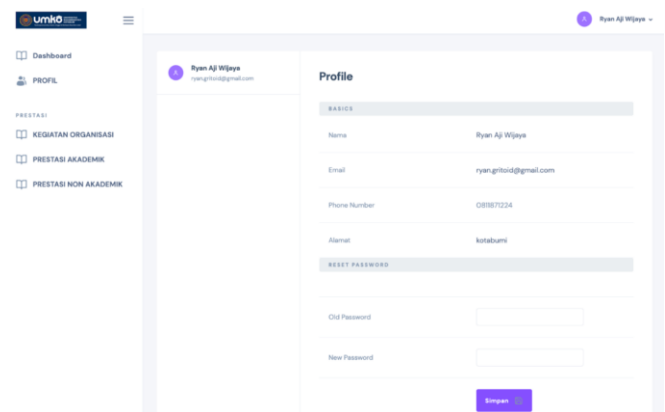 umko
Ryan Aji Wijaya
Dashboard
PROFIL
PRESTASI
KEGIATAN ORGANISASI
PRESTASI AKADEMIK
PRESTASI NON AKADEMIK
A
Ryan Aji Wijaya
ryan.gritoid@gmail.com
Profile
BASICS
Nama Ryan Aji Wijaya
Email ryan.gritoid@gmail.com
Phone Number
Alamat kotabumi
RESET PASSWORD
Old Password
New Password
Simpan